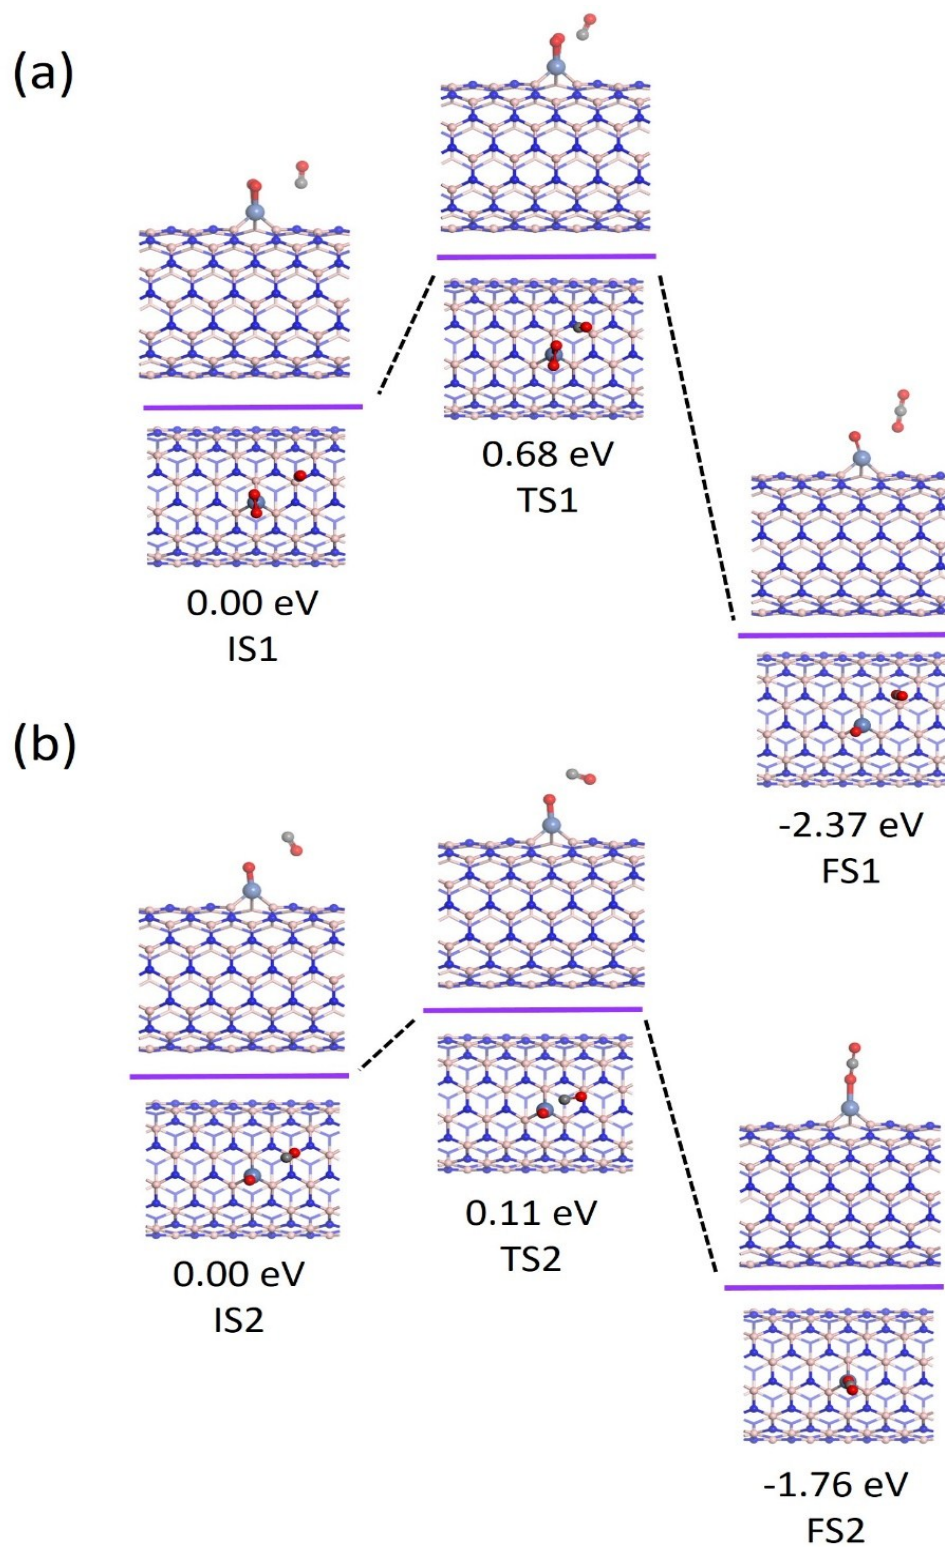 (a)
0.68 eV
TS1
0.00 eV
IS1
-2.37 eV
FS1
(b)
0.11 eV
TS2
0.00 eV
IS2
-1.76 eV
FS2